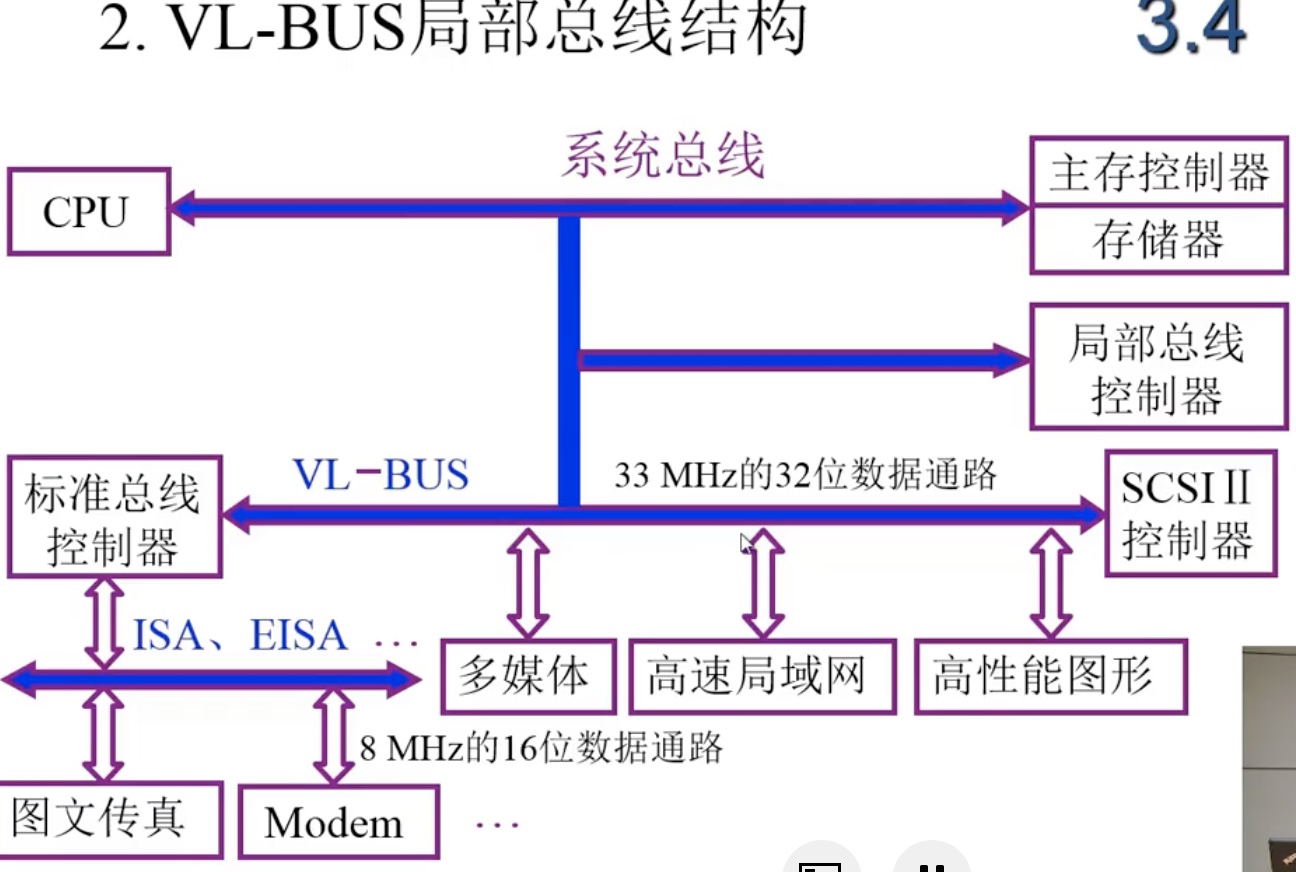 2. VL-BUS局部总线结构
3.4
系统总线
CPU
主存控制器
存储器
局部总线
控制器
VL-BUS
33 MHz的32位数据通路
标准总线
控制器
SCSIⅡ
控制器
ISA、EISA …
多媒体
高速局域网
高性能图形
8 MHz的16位数据通路
图文传真
Modem
…